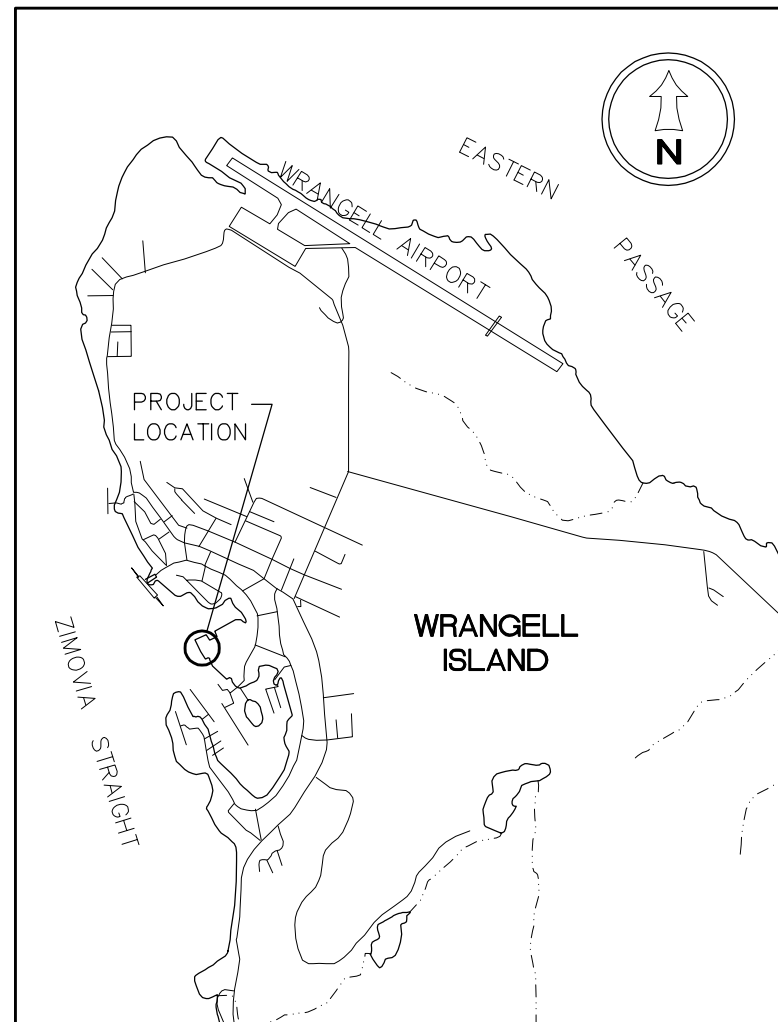 EASTERN
PASSAGE
N
WRANGELL AIRPORT
PROJECT
LOCATION
WRANGELL
ISLAND
ZIMOVIA STRAIGHT